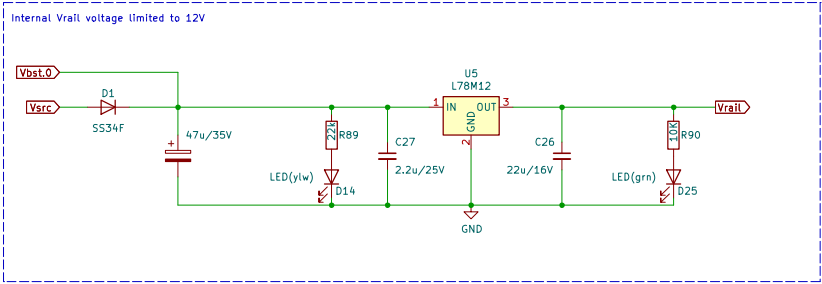 Internal Vrail voltage limited to 12V
Vbst.0
Vsrc
D1
SS34F
+
47u/35V
22k
R89
LED(ylw)
D14
C27
2.2u/25V
U5
L78M12
1
IN
OUT
3
GND
2
GND
C26
22u/16V
10K
R90
LED(grn)
D25
Vrail